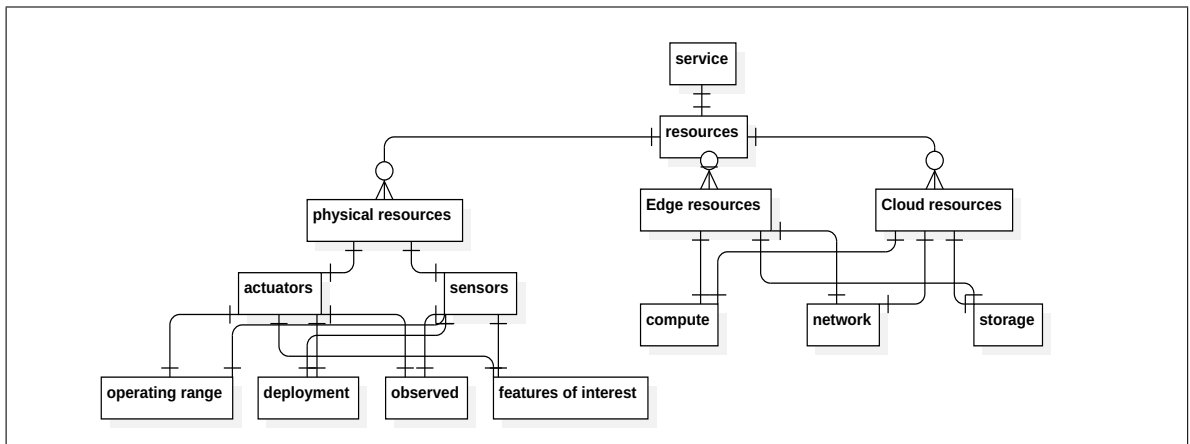 service
resources
physical resources
Edge resources
Cloud resources
actuators
sensors
compute
network
storage
operating range
deployment
observed
features of interest